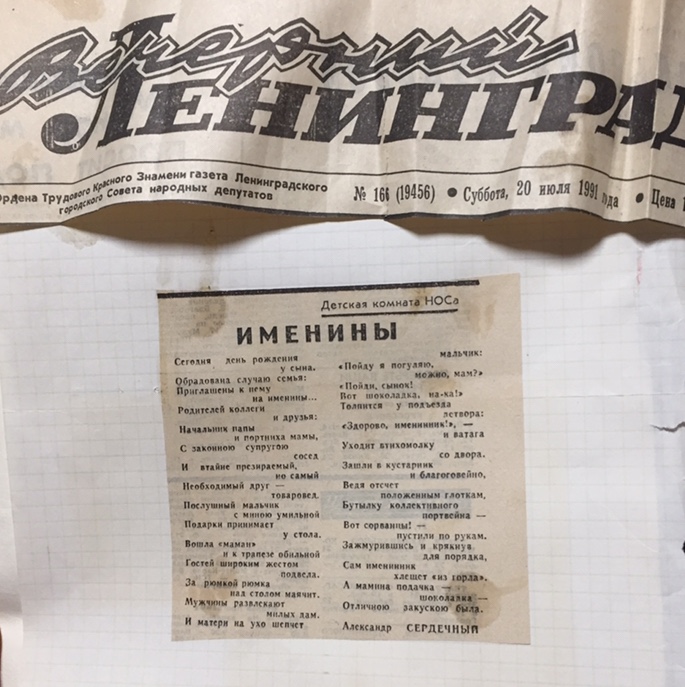 Вечерний
ЛЕНИНГРАД
Ордена Трудового Красного Знамени газета Ленинградского
городского Совета народных депутатов
№ 166 (19456) ● Суббота, 20 июля 1991 года ● Цена
Детская комната НОСа
ИМЕНИНЫ
Сегодня день рождения
у сына.
Обрадована случаю семья:
Приглашены к нему
на именины...
Родителей коллеги
и друзья:
Начальник папы
и портниха мамы,
С законною супругою
сосед
И втайне презираемый,
но самый
Необходимый друг —
товаровед.
Послушный мальчик
с миною умильной
Подарки принимает
у стола.
Вошла «маман»
и к трапезе обильной
Гостей широким жестом
подвела.
За рюмкой рюмка
над столом маячит.
Мужчины развлекают
милых дам.
И матери на ухо шепчет
мальчик:
«Пойду я погуляю,
можно, мам?»
«Пойди, сынок!
Вот шоколадка, на-ка!»
Толпится у подъезда
детвора:
«Здорово, именинник!», —
и ватага
Уходит втихомолку
со двора.
Зашли в кустарник
и благоговейно,
Ведя отсчет
положенным глоткам,
Бутылку коллективного
портвейна —
Вот сорванцы! —
пустили по рукам.
Зажмурившись и крякнув
для порядка,
Сам именинник
хлещет «из горла».
А мамина подачка —
шоколадка —
Отличною закускою была.
Александр СЕРДЕЧНЫЙ